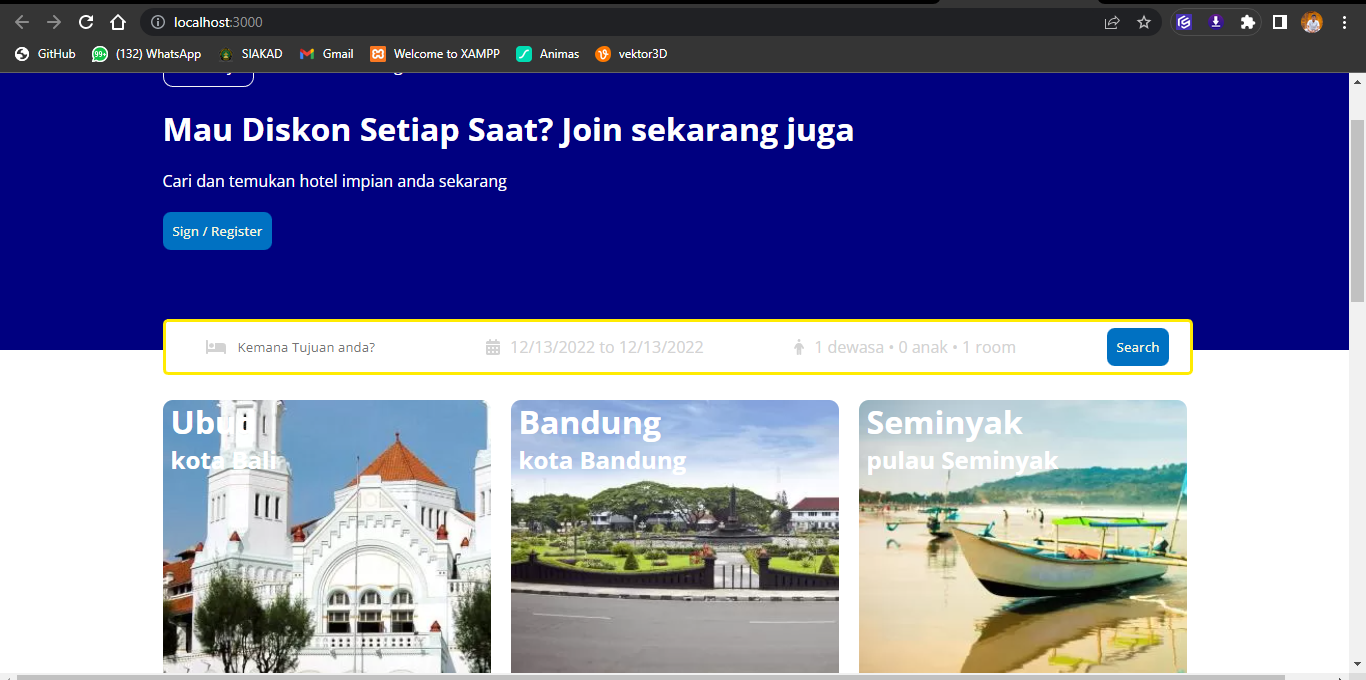 localhost:3000
GitHub
99+ (132) WhatsApp
SIAKAD
Gmail
Welcome to XAMPP
Animas
vektor3D
Mau Diskon Setiap Saat? Join sekarang juga
Cari dan temukan hotel impian anda sekarang
Sign / Register
Kemana Tujuan anda?
12/13/2022 to 12/13/2022
1 dewasa • 0 anak • 1 room
Search
Ubud
kota Bali
Bandung
kota Bandung
Seminyak
pulau Seminyak